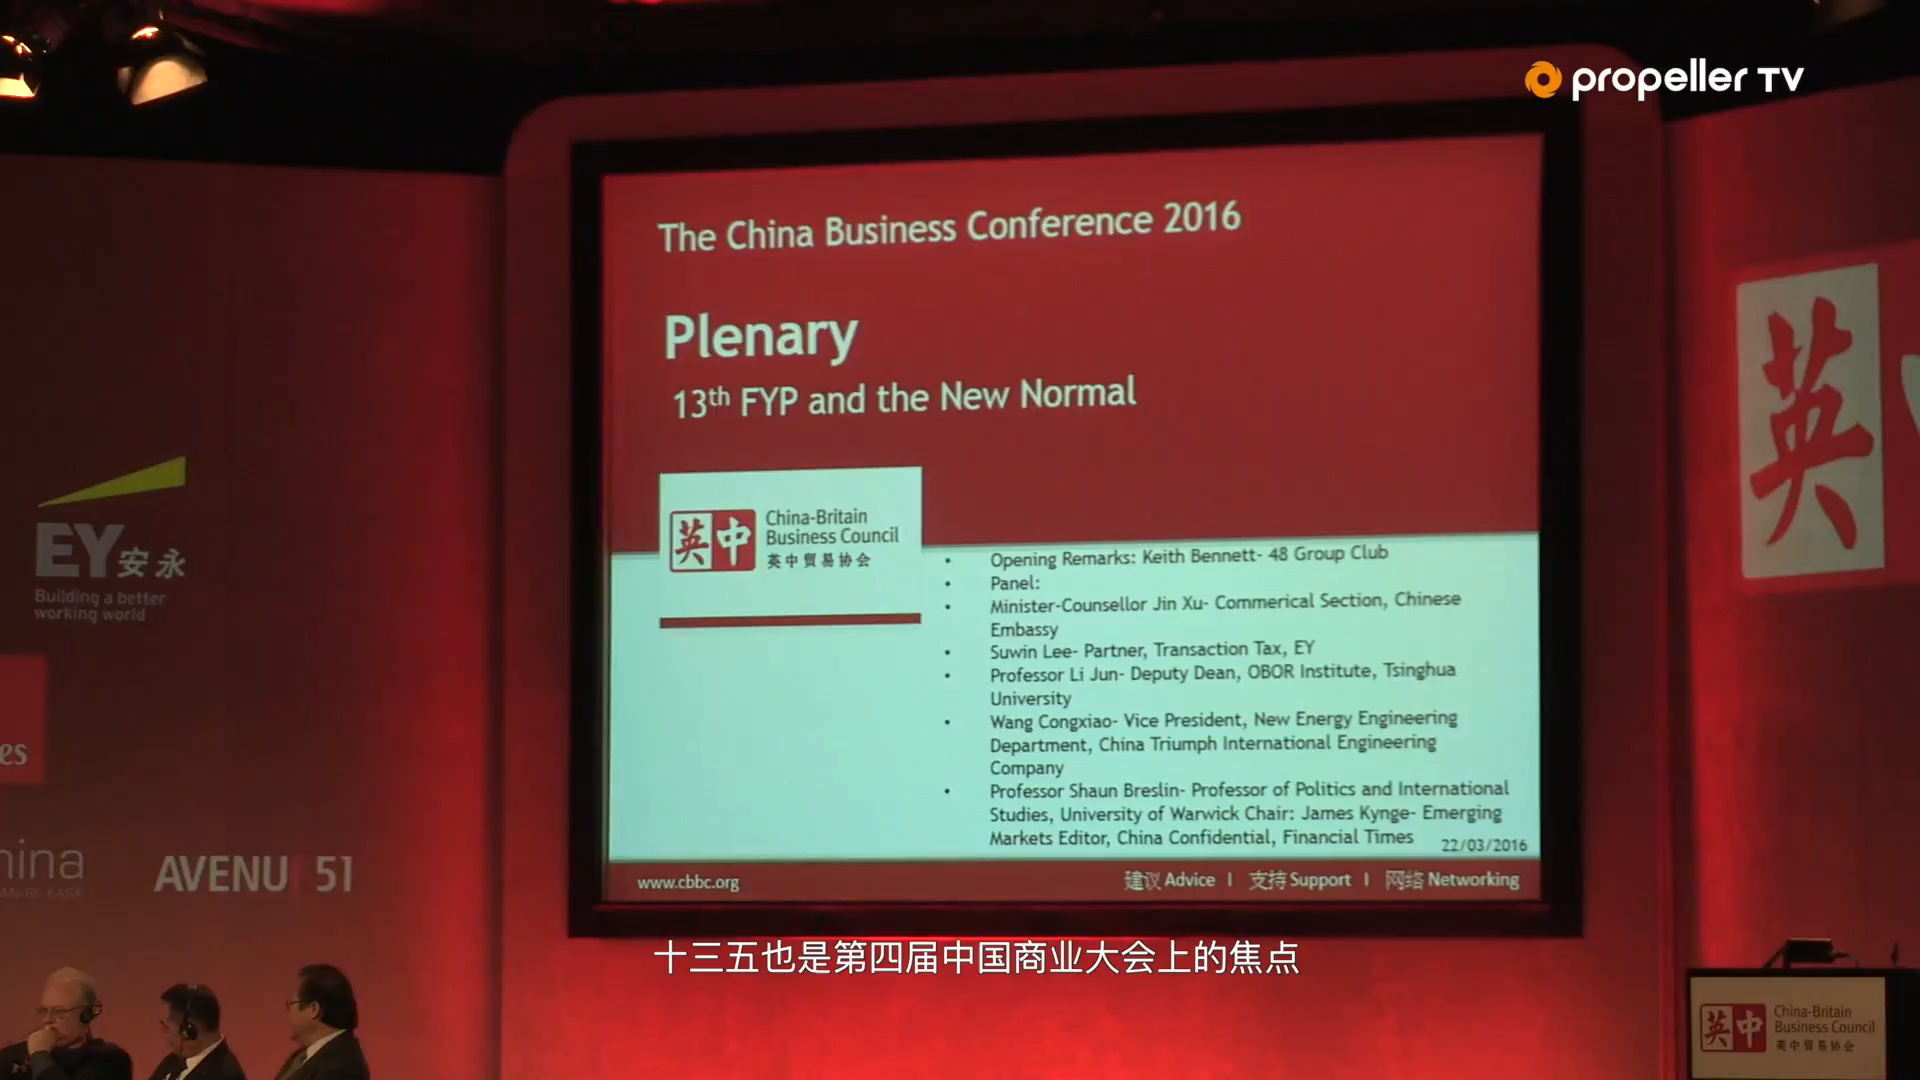 propeller TV
The China Business Conference 2016
Plenary
13th FYP and the New Normal
英中
China-Britain
Business Council
英中贸易协会
• Opening Remarks: Keith Bennett- 48 Group Club
• Panel:
• Minister-Counsellor Jin Xu- Commerical Section, Chinese
Embassy
• Suwin Lee- Partner, Transaction Tax, EY
• Professor Li Jun- Deputy Dean, OBOR Institute, Tsinghua
University
• Wang Congxiao- Vice President, New Energy Engineering
Department, China Triumph International Engineering
Company
• Professor Shaun Breslin- Professor of Politics and International
Studies, University of Warwick Chair: James Kynge- Emerging
Markets Editor, China Confidential, Financial Times
22/03/2016
www.cbbc.org
建议 Advice | 支持 Support | 网络 Networking
EY安永
Building a better
working world
es
hina
AVENU 51
英
十三五也是第四届中国商业大会上的焦点
英中
China-Britain
Business Council
英中贸易协会